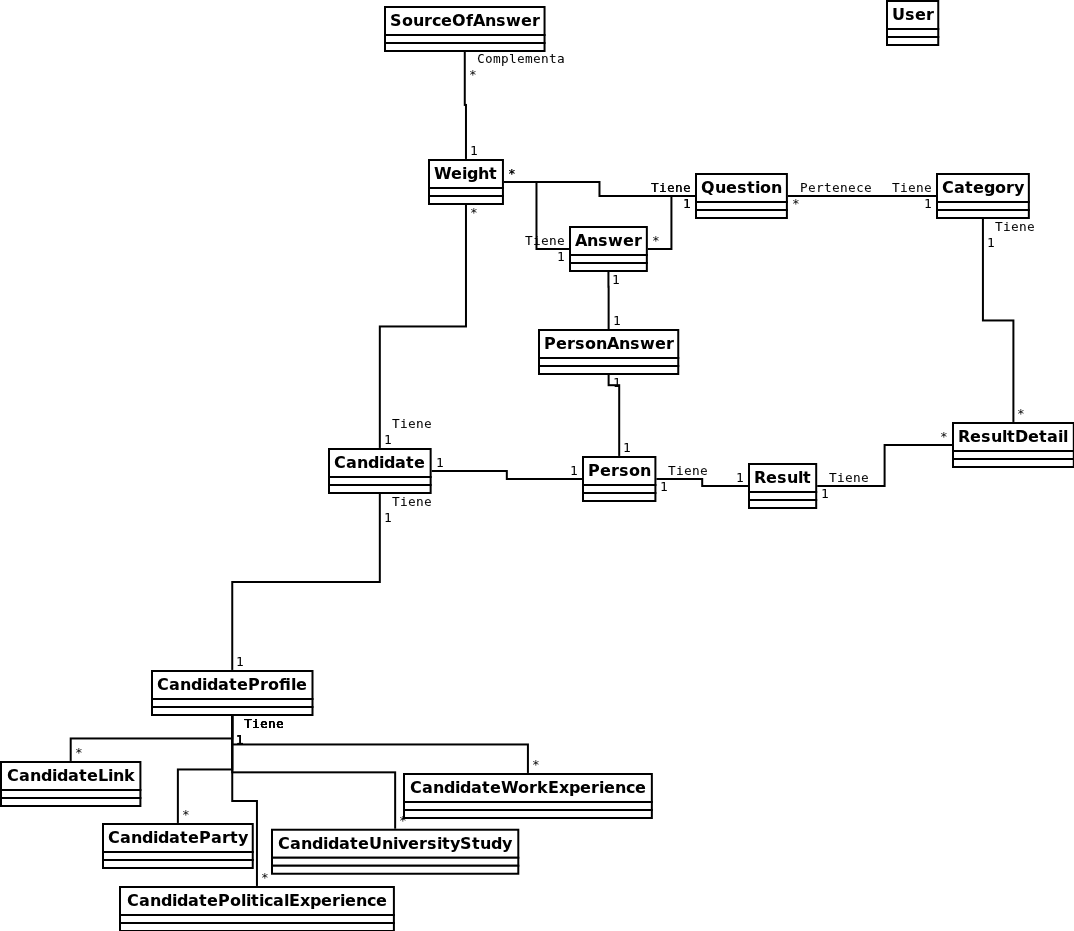 SourceOfAnswer
User
Complementa
*
1
Weight
*
*
Tiene
1
Question
Pertenece
*
Tiene
1
Category
Tiene
1
Tiene
1
Answer
*
1
1
PersonAnswer
1
*
Tiene
1
1
*
ResultDetail
Candidate
1
1
Person
Tiene
1
1
Result
Tiene
1
*
Tiene
1
1
CandidateProfile
Tiene
1
*
CandidateLink
*
CandidateWorkExperience
*
CandidateParty
*
CandidateUniversityStudy
*
CandidatePoliticalExperience